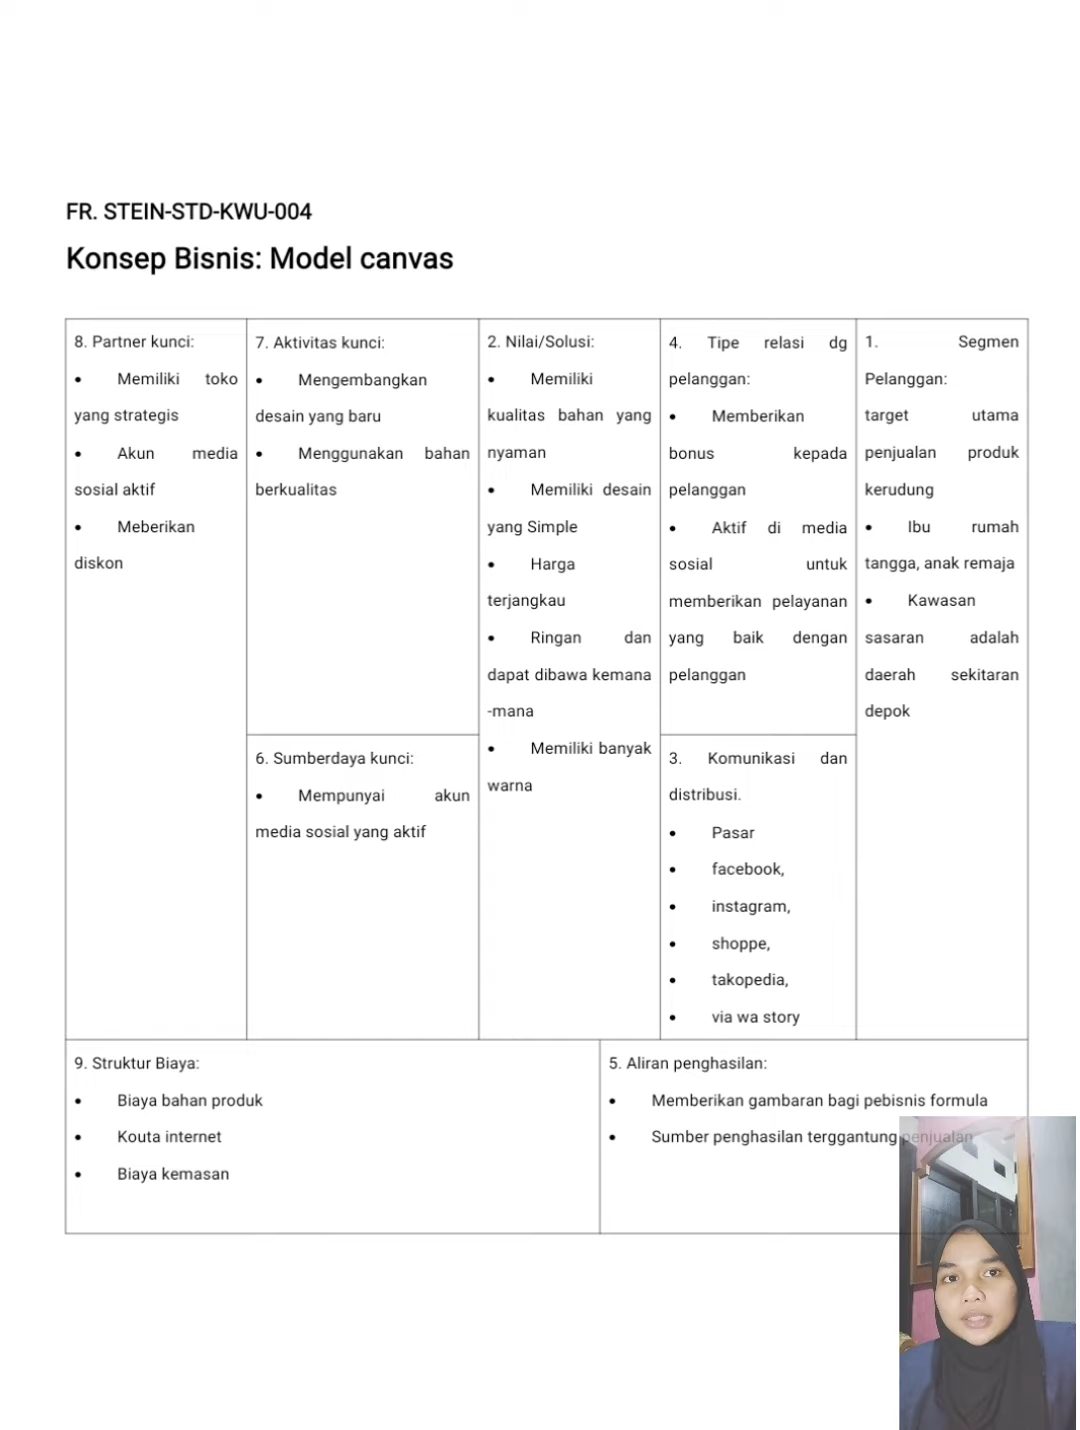 FR. STEIN-STD-KWU-004
Konsep Bisnis: Model canvas
8. Partner kunci:
• Memiliki toko
yang strategis
• Akun media
sosial aktif
• Meberikan
diskon
7. Aktivitas kunci:
• Mengembangkan
desain yang baru
• Menggunakan bahan
berkualitas
6. Sumberdaya kunci:
• Mempunyai akun
media sosial yang aktif
2. Nilai/Solusi:
• Memiliki
kualitas bahan yang
nyaman
• Memiliki desain
yang Simple
• Harga
terjangkau
• Ringan dan
dapat dibawa kemana
-mana
• Memiliki banyak
warna
4. Tipe relasi dg
pelanggan:
• Memberikan
bonus kepada
pelanggan
• Aktif di media
sosial untuk
memberikan pelayanan
yang baik dengan
pelanggan
3. Komunikasi dan
distribusi.
• Pasar
• facebook,
• instagram,
• shoppe,
• takopedia,
• via wa story
1. Segmen
Pelanggan:
target utama
penjualan produk
kerudung
• Ibu rumah
tangga, anak remaja
• Kawasan
sasaran adalah
daerah sekitaran
depok
9. Struktur Biaya:
• Biaya bahan produk
• Kouta internet
• Biaya kemasan
5. Aliran penghasilan:
• Memberikan gambaran bagi pebisnis formula
• Sumber penghasilan terggantung penjualan